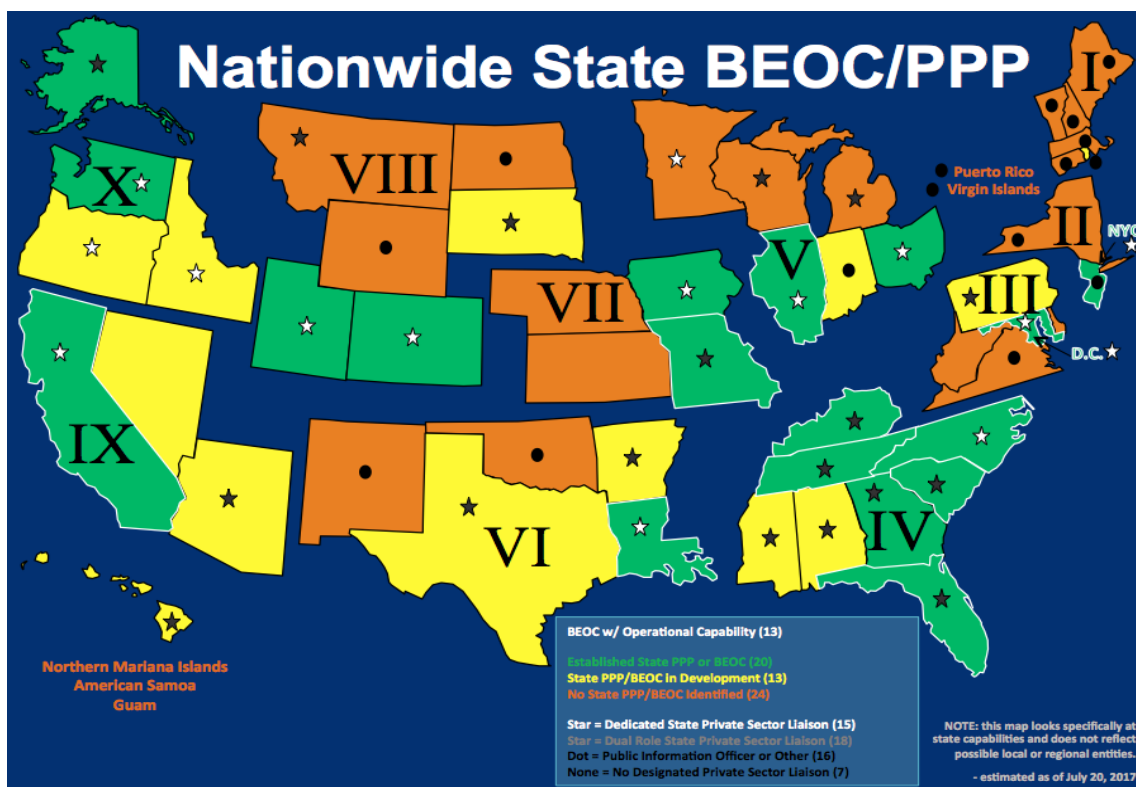 Nationwide State BEOC/PPP
I
X
VIII
Puerto Rico
Virgin Islands
II
NYC
V
VII
III
D.C.
IX
VI
IV
Northern Mariana Islands
American Samoa
Guam
BEOC w/ Operational Capability (13)
Established State PPP or BEOC (20)
State PPP/BEOC in Development (13)
No State PPP/BEOC Identified (24)
Star = Dedicated State Private Sector Liaison (15)
Star = Dual Role State Private Sector Liaison (18)
Dot = Public Information Officer or Other (16)
None = No Designated Private Sector Liaison (7)
NOTE: this map looks specifically at
state capabilities and does not reflect
possible local or regional entities.
- estimated as of July 20, 2017